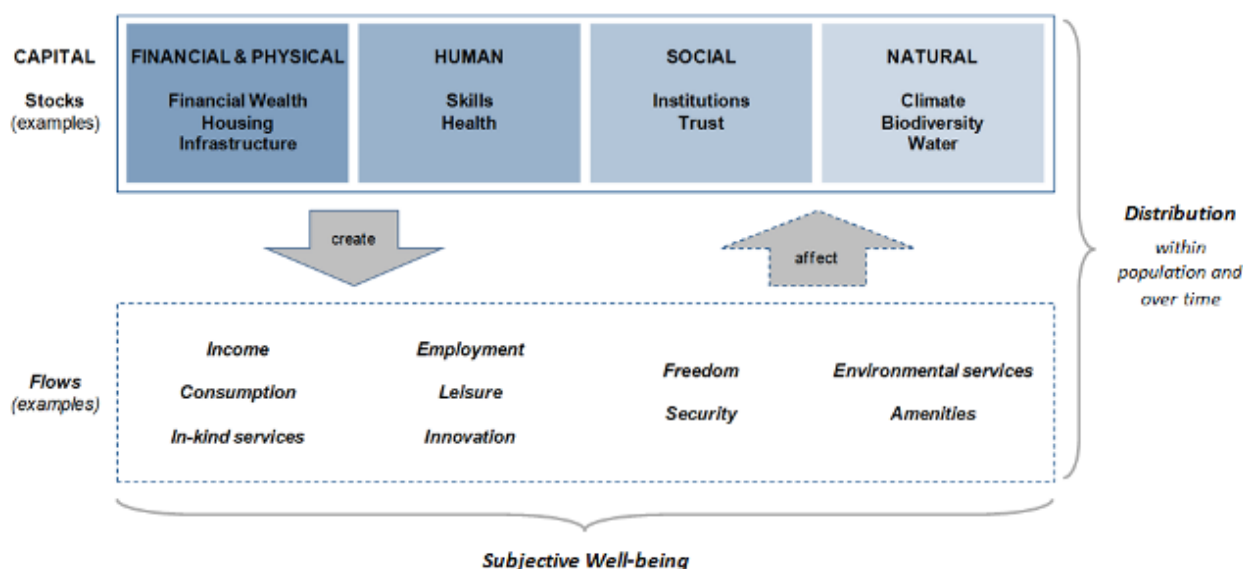 CAPITAL
Stocks
(examples)
FINANCIAL & PHYSICAL
Financial Wealth
Housing
Infrastructure
HUMAN
Skills
Health
SOCIAL
Institutions
Trust
NATURAL
Climate
Biodiversity
Water
create
affect
Distribution
within
population and
over time
Flows
(examples)
Income
Consumption
In-kind services
Employment
Leisure
Innovation
Freedom
Security
Environmental services
Amenities
Subjective Well-being